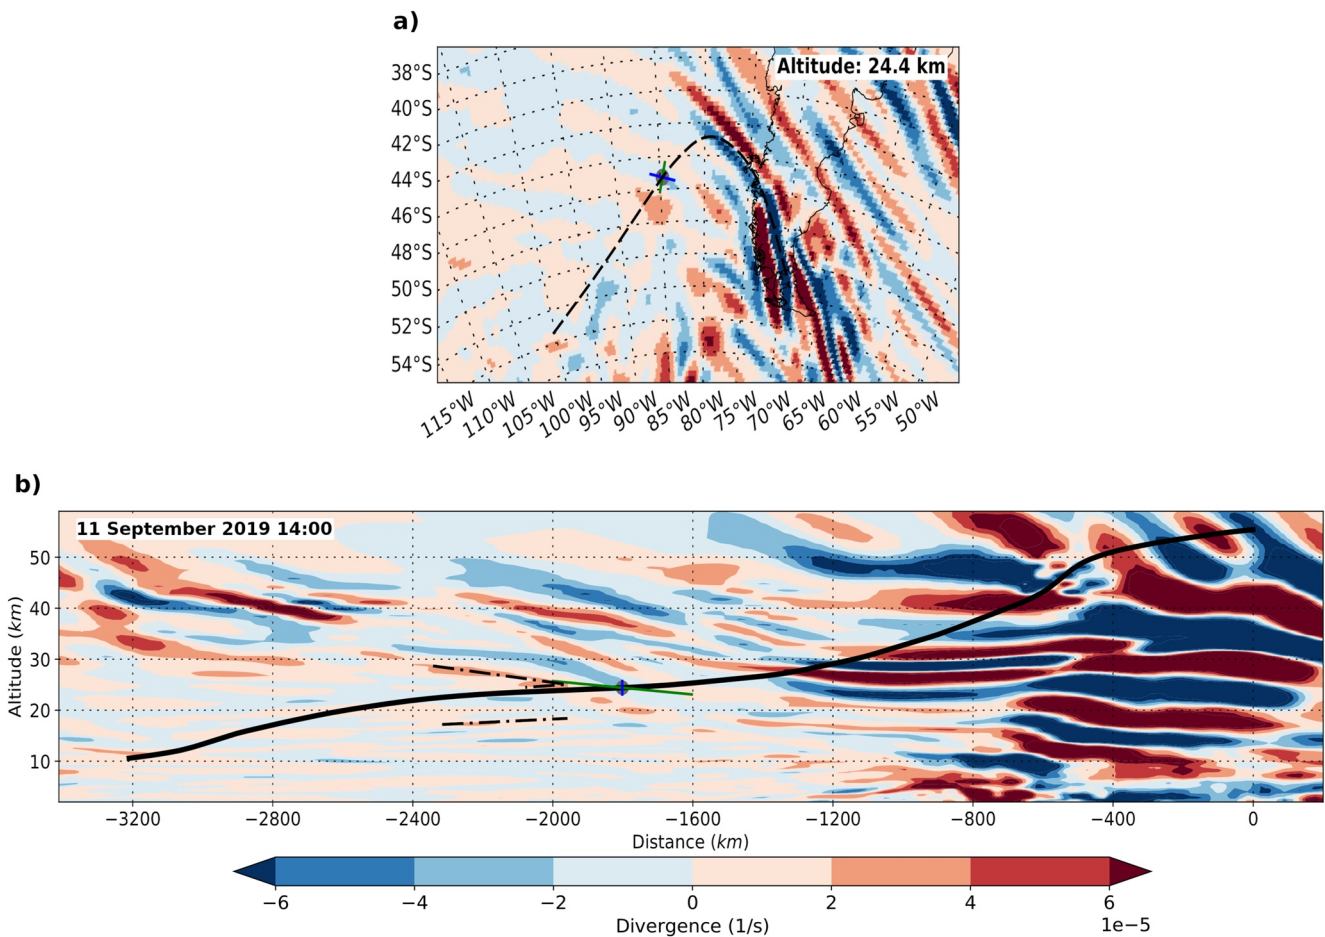 a)
Altitude: 24.4 km
38°S
40°S
42°S
44°S
46°S
48°S
50°S
52°S
54°S
115°W 110°W 105°W 100°W 95°W 90°W 85°W 80°W 75°W 70°W 65°W 60°W 55°W 50°W
b)
11 September 2019 14:00
Altitude (km)
50
40
30
20
10
−3200 −2800 −2400 −2000 −1600 −1200 −800 −400 0
Distance (km)
−6 −4 −2 0 2 4 6
1e−5
Divergence (1/s)